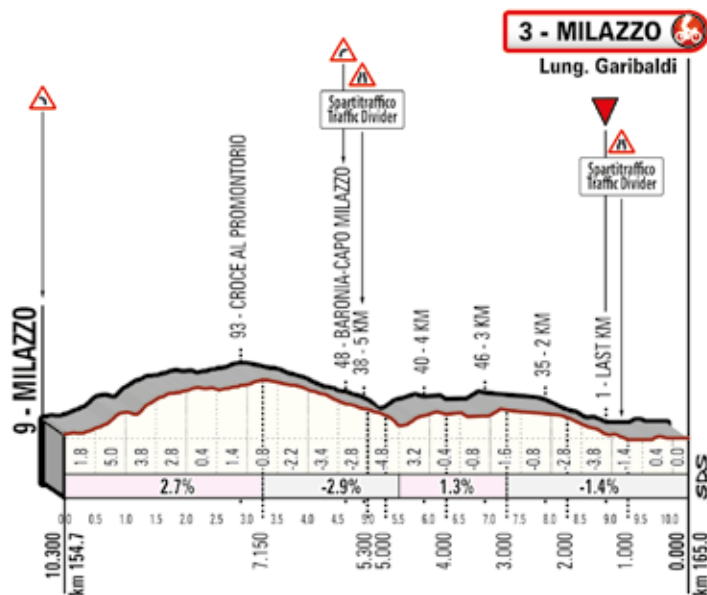 3 - MILAZZO
Lung. Garibaldi
Spartitraffico
Traffic Divider
Spartitraffico
Traffic Divider
9 - MILAZZO
93 - CROCE AL PROMONTORIO
48 - BARONIA-CAPO MILAZZO
38 - 5 KM
40 - 4 KM
46 - 3 KM
35 - 2 KM
1 - LAST KM
1.8 5.0 3.8 2.8 0.4 1.4 -0.8 -2.2 -3.4 -2.8 -4.8 3.2 -0.4 -0.8 1.6 -0.8 -2.8 -3.8 -1.4 0.4 0.0
2.7% -2.9% 1.3% -1.4%
SDS
0.0 0.5 1.0 1.5 2.0 2.5 3.0 3.5 4.0 4.5 5.0 5.5 6.0 6.5 7.0 7.5 8.0 8.5 9.0 9.5 10.0
10.300 7.150 5.300 5.000 4.000 3.000 2.000 1.000 0.000
km 154.7 km 165.0